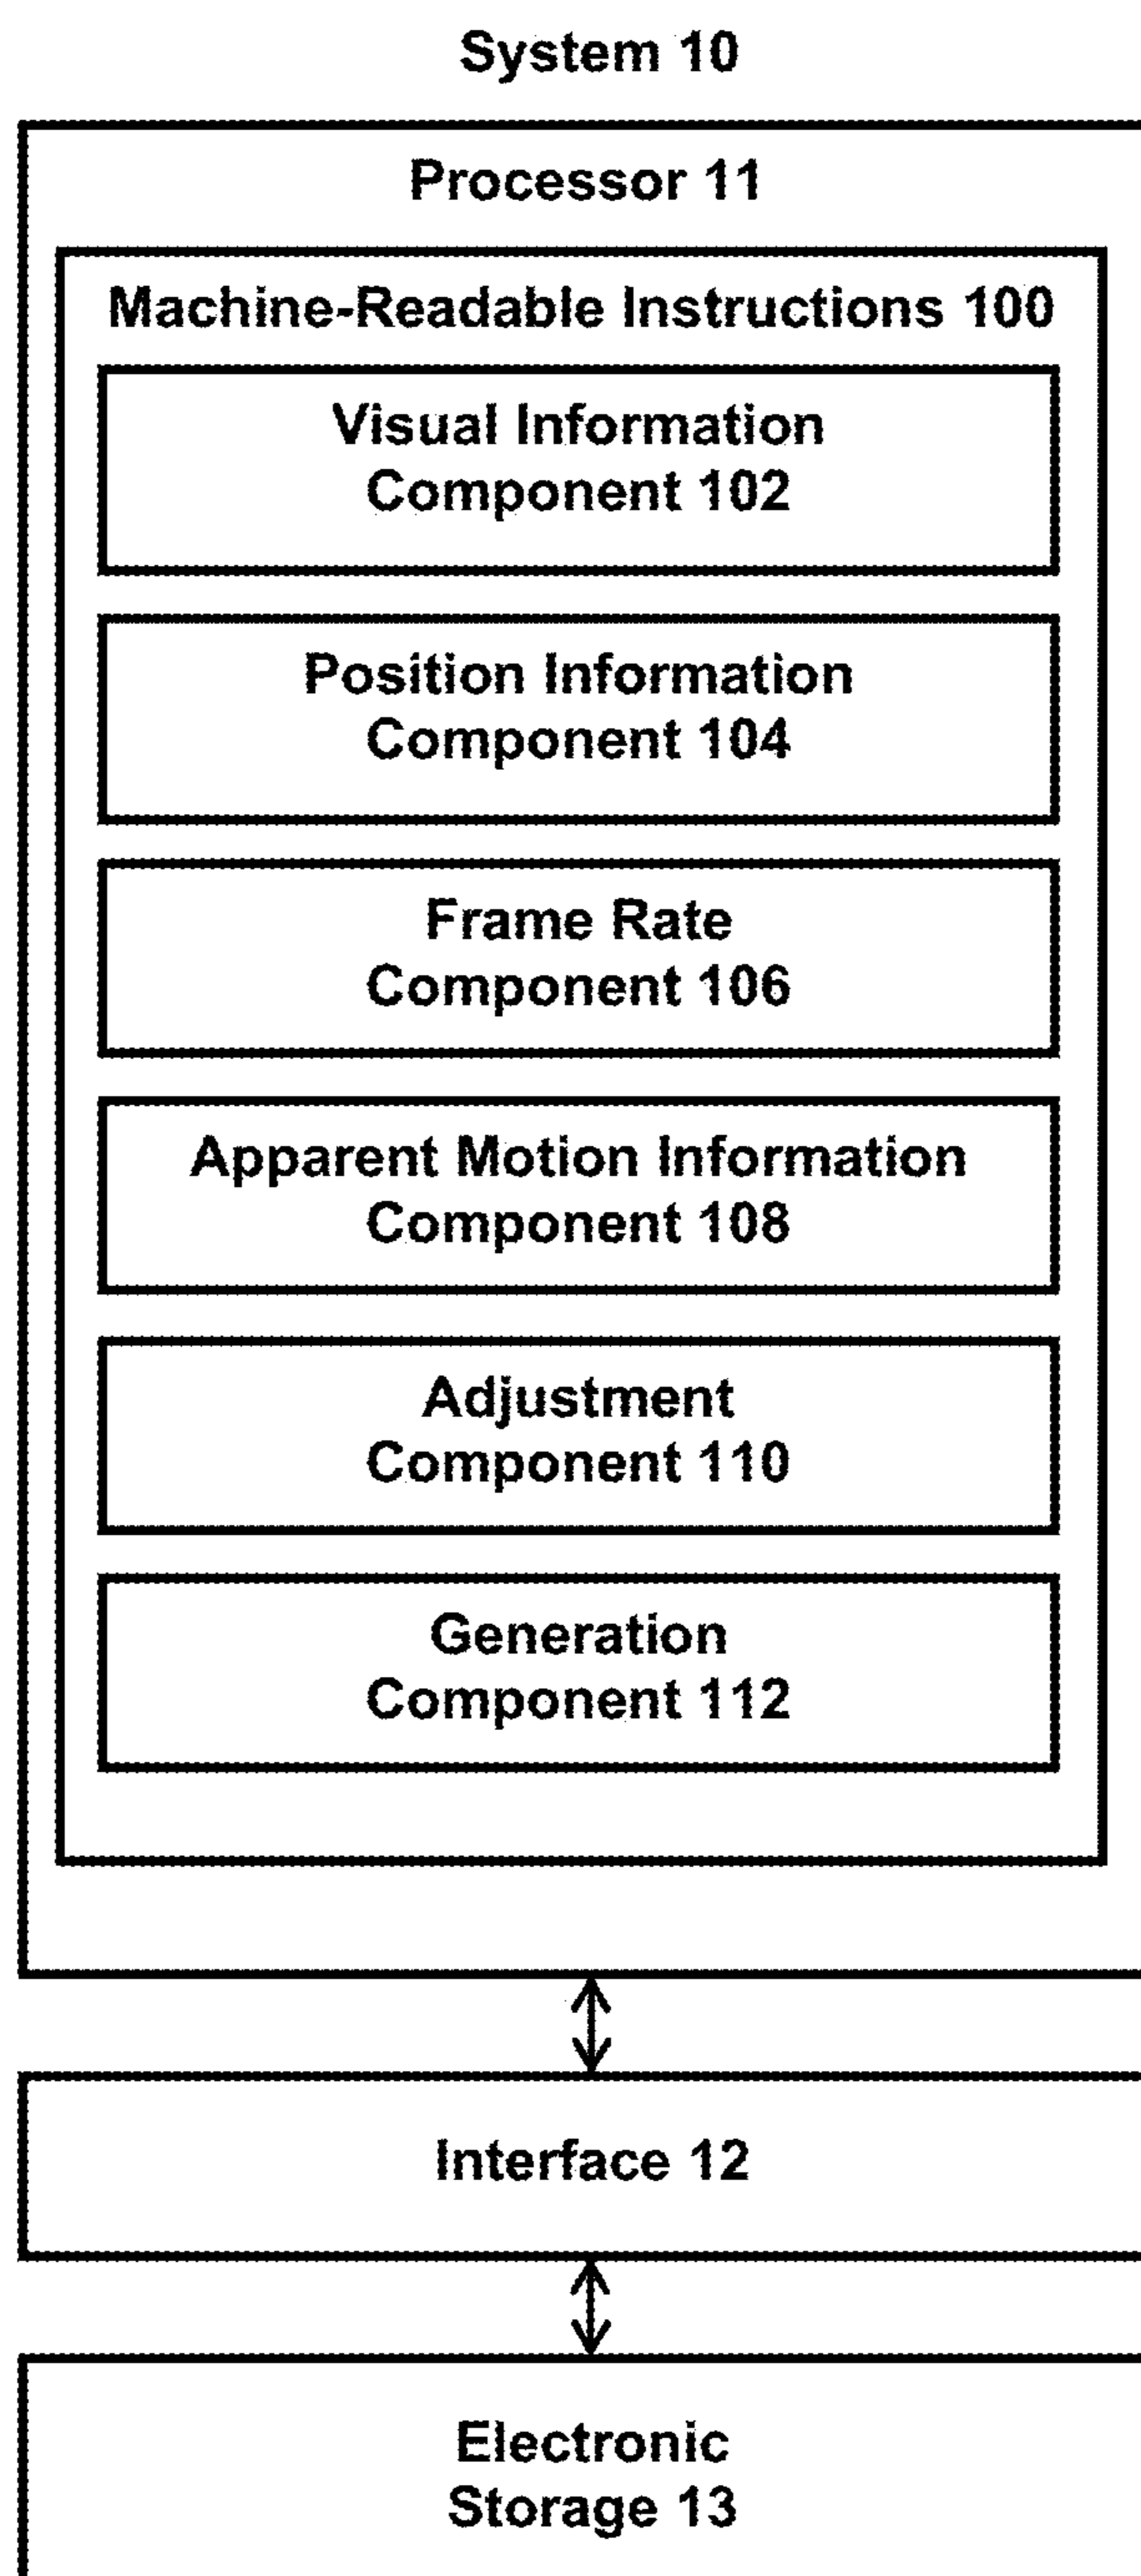 System 10
Processor 11
Machine-Readable Instructions 100
Visual Information
Component 102
Position Information
Component 104
Frame Rate
Component 106
Apparent Motion Information
Component 108
Adjustment
Component 110
Generation
Component 112
Interface 12
Electronic
Storage 13